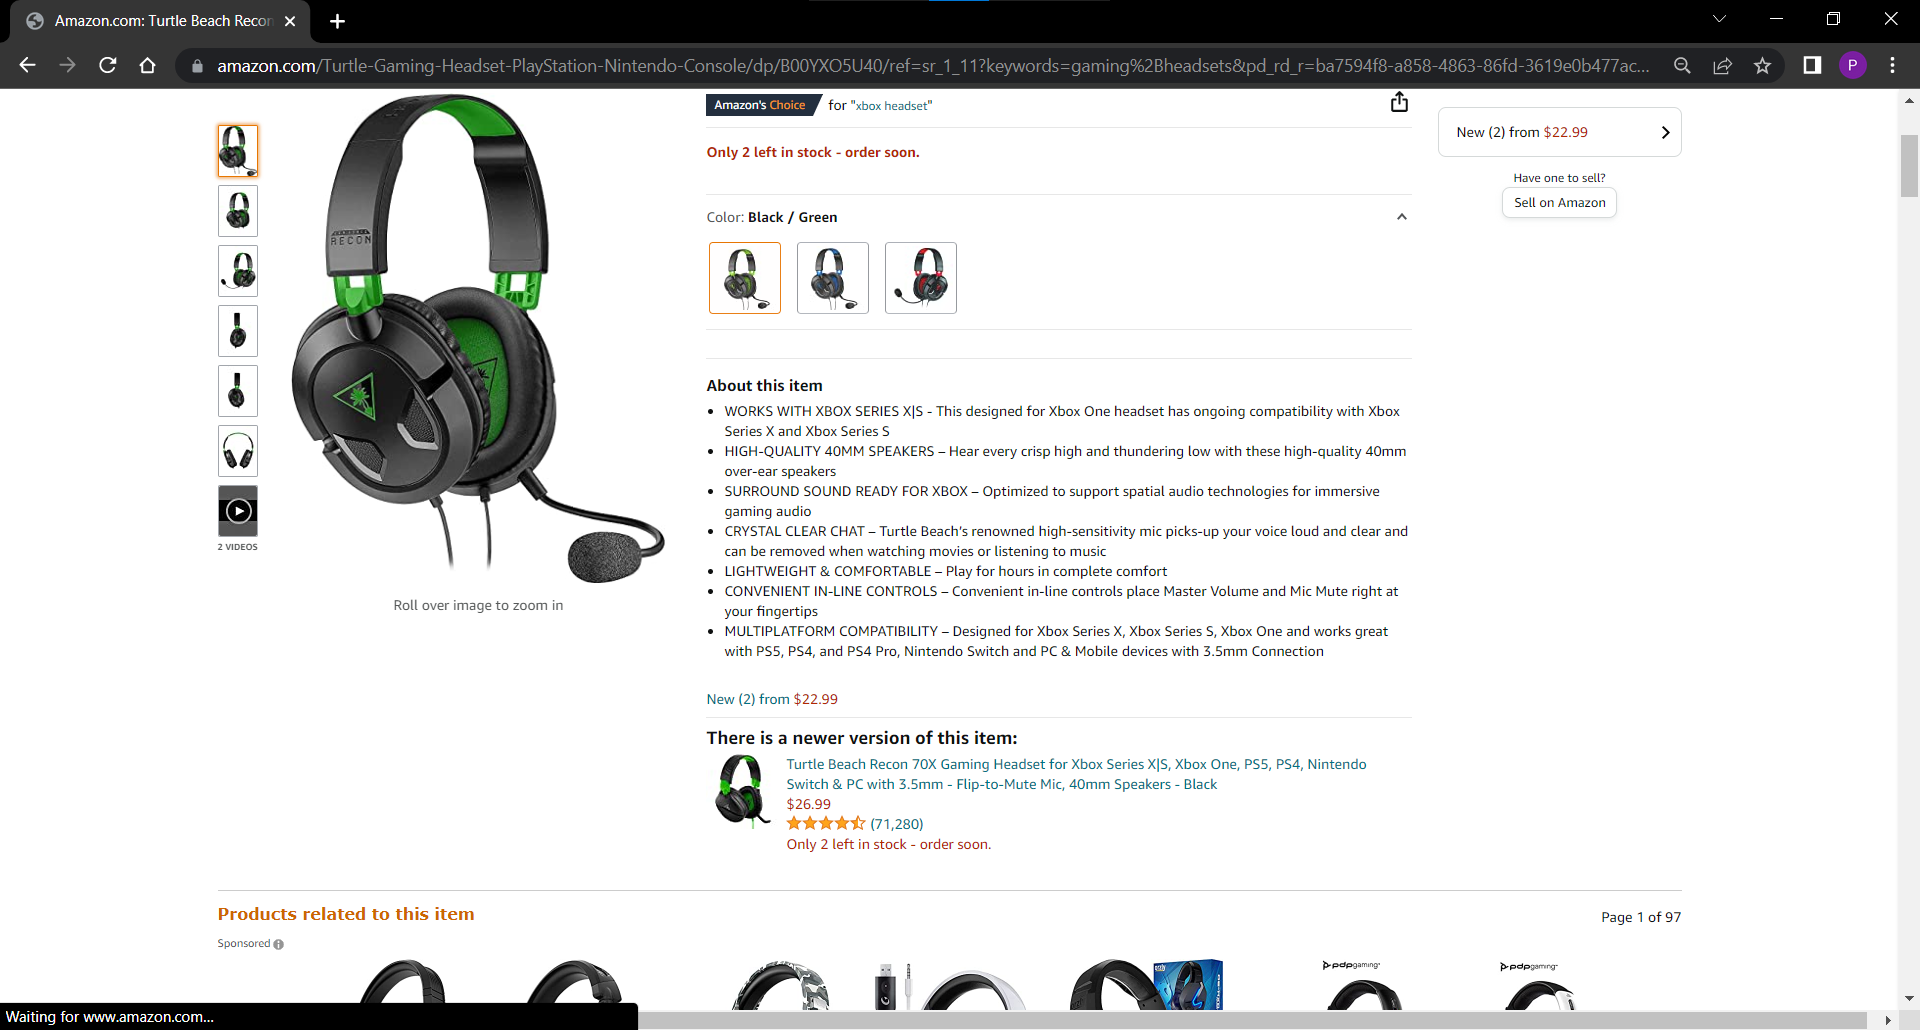 Amazon.com: Turtle Beach Recon
amazon.com/Turtle-Gaming-Headset-PlayStation-Nintendo-Console/dp/B00YXO5U40/ref=sr_1_11?keywords=gaming%2Bheadsets&pd_rd_r=ba7594f8-a858-4863-86fd-3619e0b477ac...
P
Amazon's Choice for "xbox headset"
New (2) from $22.99
Only 2 left in stock - order soon.
Have one to sell?
Sell on Amazon
Color: Black / Green
RECON
About this item
WORKS WITH XBOX SERIES X|S - This designed for Xbox One headset has ongoing compatibility with Xbox
Series X and Xbox Series S
HIGH-QUALITY 40MM SPEAKERS – Hear every crisp high and thundering low with these high-quality 40mm
over-ear speakers
SURROUND SOUND READY FOR XBOX – Optimized to support spatial audio technologies for immersive
gaming audio
CRYSTAL CLEAR CHAT – Turtle Beach's renowned high-sensitivity mic picks-up your voice loud and clear and
can be removed when watching movies or listening to music
LIGHTWEIGHT & COMFORTABLE – Play for hours in complete comfort
CONVENIENT IN-LINE CONTROLS – Convenient in-line controls place Master Volume and Mic Mute right at
your fingertips
MULTIPLATFORM COMPATIBILITY – Designed for Xbox Series X, Xbox Series S, Xbox One and works great
with PS5, PS4, and PS4 Pro, Nintendo Switch and PC & Mobile devices with 3.5mm Connection
2 VIDEOS
Roll over image to zoom in
New (2) from $22.99
There is a newer version of this item:
Turtle Beach Recon 70X Gaming Headset for Xbox Series X|S, Xbox One, PS5, PS4, Nintendo
Switch & PC with 3.5mm - Flip-to-Mute Mic, 40mm Speakers - Black
$26.99
(71,280)
Only 2 left in stock - order soon.
Products related to this item
Page 1 of 97
Sponsored
pdpgaming
pdpgaming
Waiting for www.amazon.com...